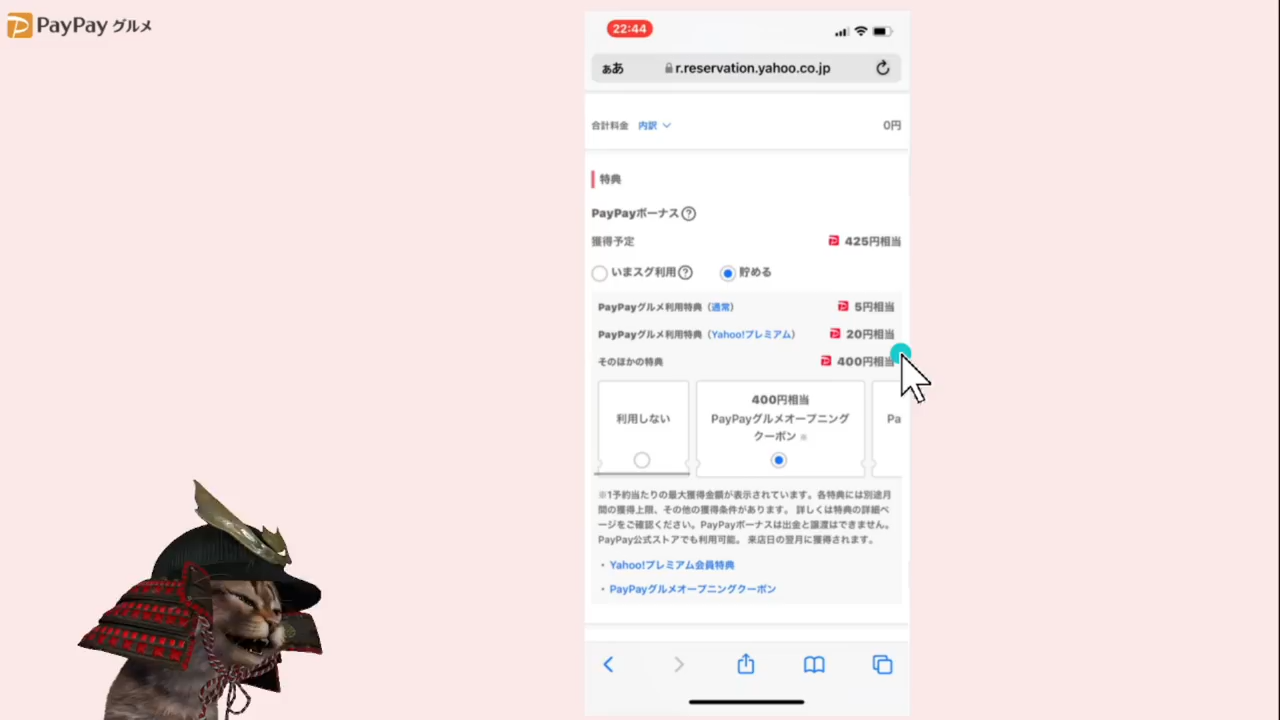 PayPay グルメ
22:44
ぁあ r.reservation.yahoo.co.jp
合計料金 内訳 0円
特典
PayPayボーナス ?
獲得予定 425円相当
いまスグ利用 ? 貯める
PayPayグルメ利用特典（通常） 5円相当
PayPayグルメ利用特典（Yahoo!プレミアム） 20円相当
そのほかの特典 400円相当
利用しない
400円相当
PayPayグルメオープニング
クーポン
Pa
※1予約当たりの最大獲得金額が表示されています。各特典には別途月
間の獲得上限、その他の獲得条件があります。 詳しくは特典の詳細ペ
ージをご確認ください。PayPayボーナスは出金と譲渡はできません。
PayPay公式ストアでも利用可能。 来店日の翌月に獲得されます。
・ Yahoo!プレミアム会員特典
・ PayPayグルメオープニングクーポン